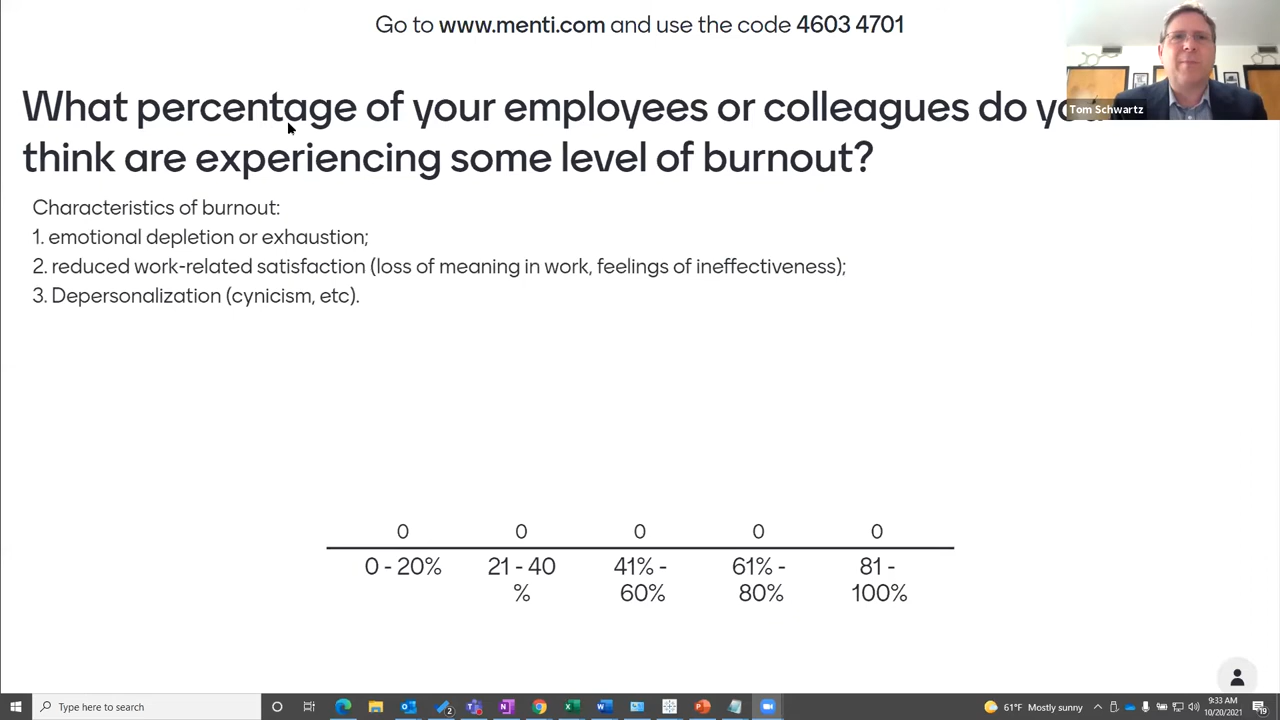 Go to www.menti.com and use the code 4603 4701
Tom Schwartz
What percentage of your employees or colleagues do
think are experiencing some level of burnout?
Characteristics of burnout:
1. emotional depletion or exhaustion;
2. reduced work-related satisfaction (loss of meaning in work, feelings of ineffectiveness);
3. Depersonalization (cynicism, etc).
0 0 0 0 0
0 - 20% 21 - 40 41% - 61% - 81 -
% 60% 80% 100%
Type here to search
61°F Mostly sunny
9:33 AM
10/20/2021